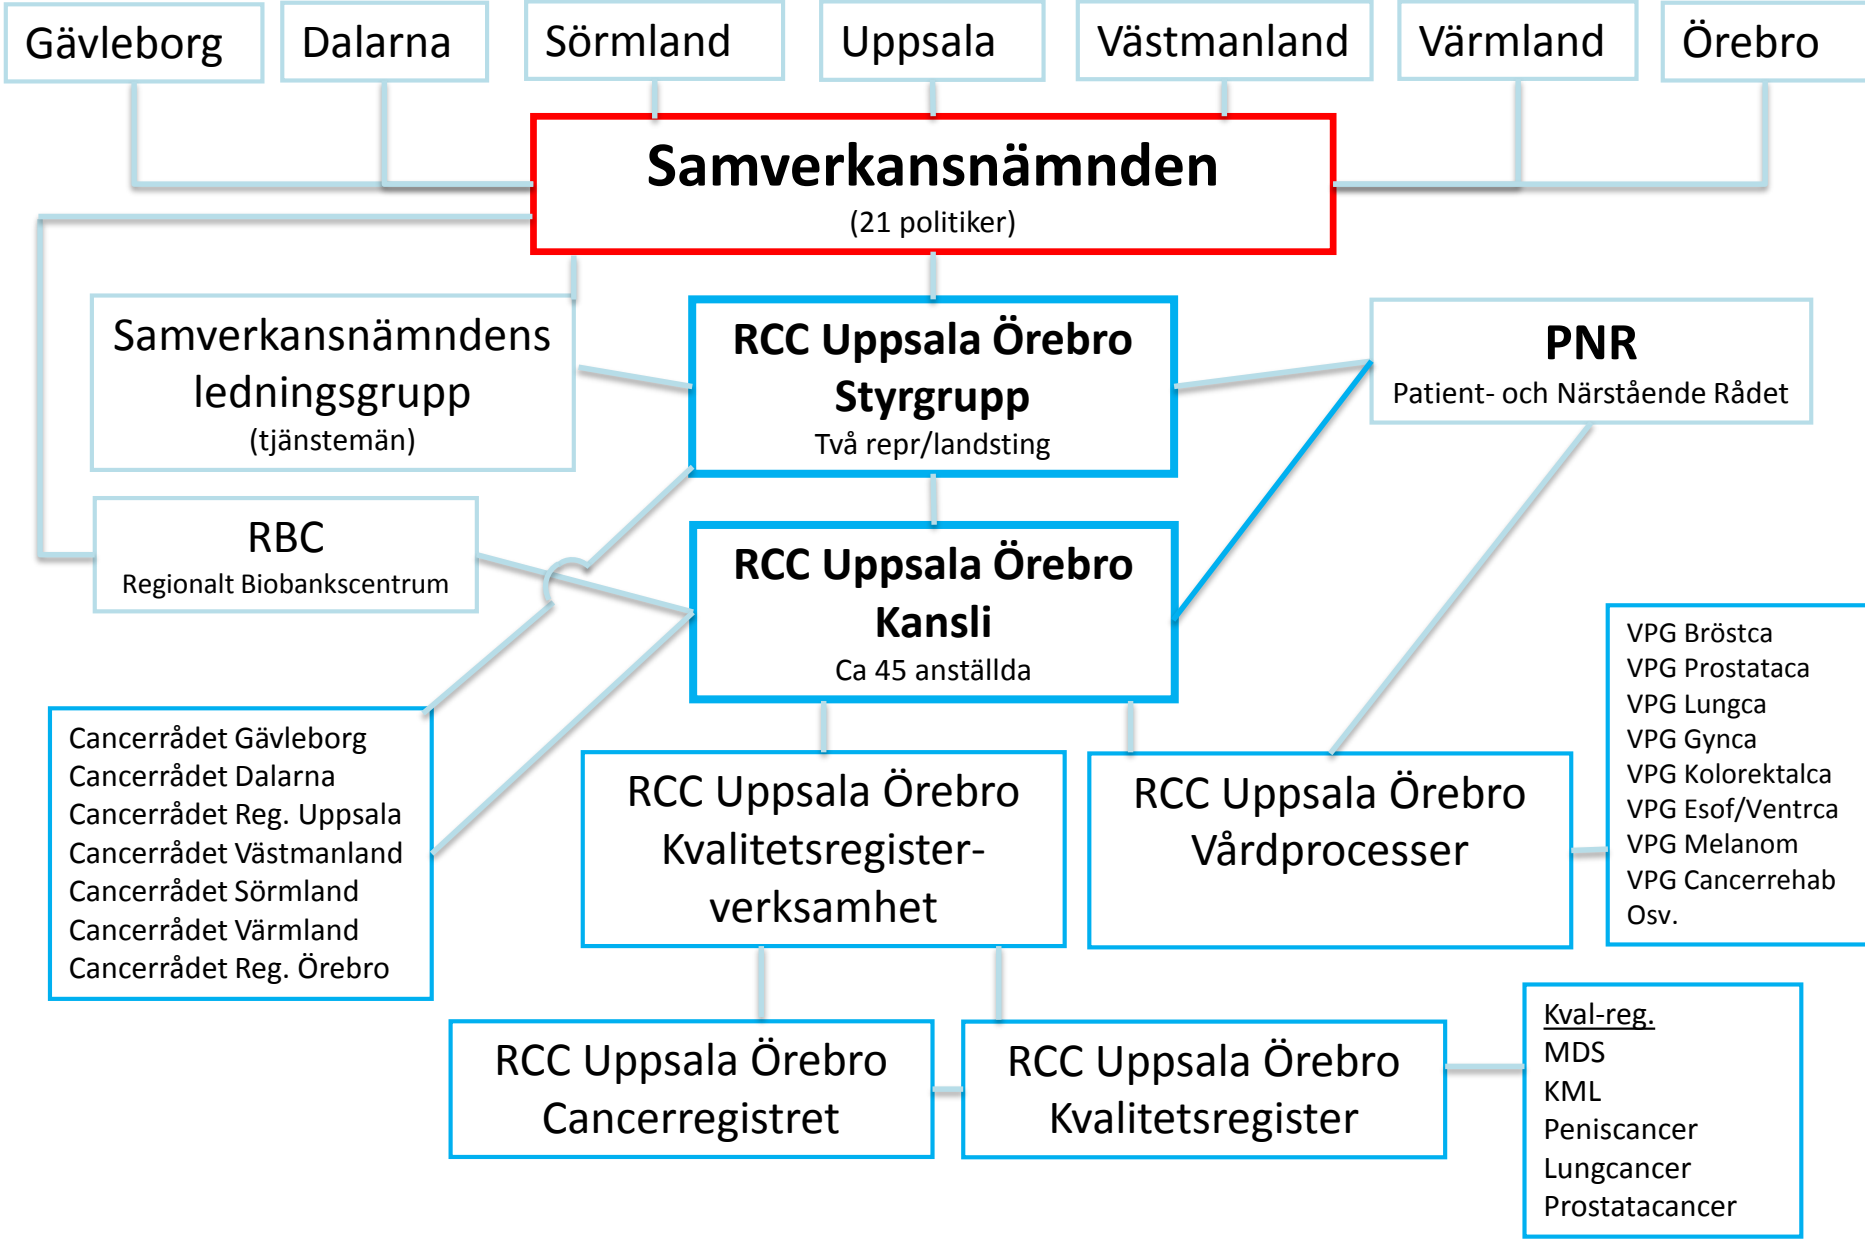 Gävleborg
Dalarna
Sörmland
Uppsala
Västmanland
Värmland
Örebro
Samverkansnämnden
(21 politiker)
Samverkansnämndens
ledningsgrupp
(tjänstemän)
RCC Uppsala Örebro
Styrgrupp
Två repr/landsting
PNR
Patient- och Närstående Rådet
RBC
Regionalt Biobankscentrum
RCC Uppsala Örebro
Kansli
Ca 45 anställda
VPG Bröstca
VPG Prostataca
VPG Lungca
VPG Gynca
VPG Kolorektalca
VPG Esof/Ventrca
VPG Melanom
VPG Cancerrehab
Osv.
Cancerrådet Gävleborg
Cancerrådet Dalarna
Cancerrådet Reg. Uppsala
Cancerrådet Västmanland
Cancerrådet Sörmland
Cancerrådet Värmland
Cancerrådet Reg. Örebro
RCC Uppsala Örebro
Kvalitetsregister-
verksamhet
RCC Uppsala Örebro
Vårdprocesser
RCC Uppsala Örebro
Cancerregistret
RCC Uppsala Örebro
Kvalitetsregister
Kval-reg.
MDS
KML
Peniscancer
Lungcancer
Prostatacancer